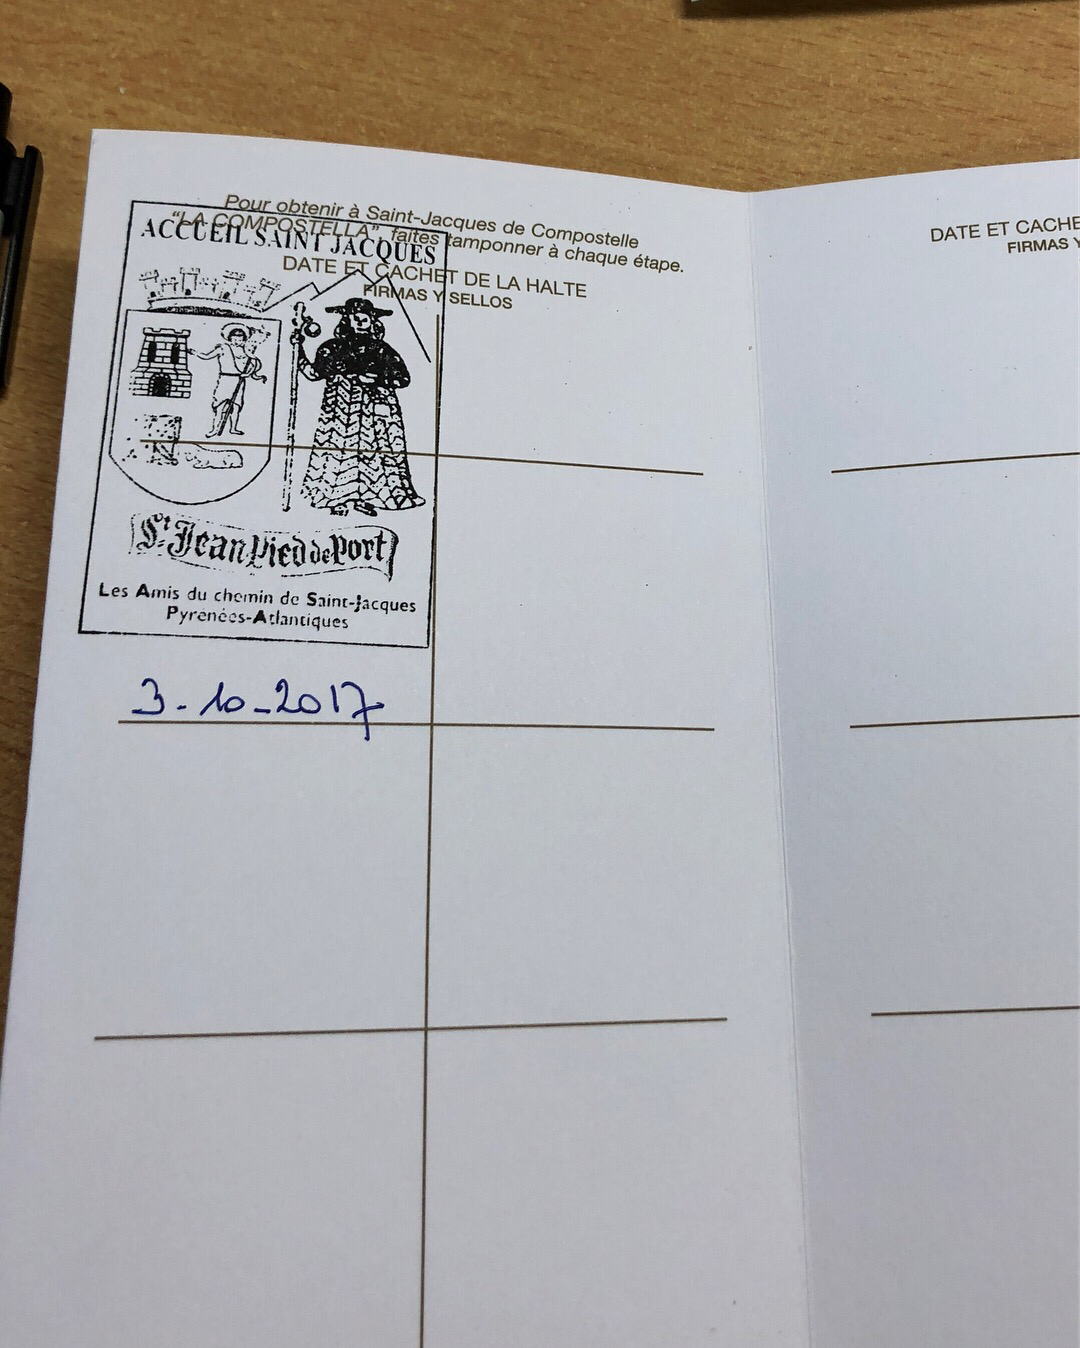 Pour obtenir à Saint-Jacques de Compostelle
"LA COMPOSTELLA", faites tamponner à chaque étape.
DATE ET CACHET DE LA HALTE
FIRMAS Y SELLOS
ACCUEIL SAINT JACQUES
St Jean Pied de Port
Les Amis du chemin de Saint-Jacques
Pyrénées-Atlantiques
3-10-2017
DATE ET CACHE
FIRMAS Y